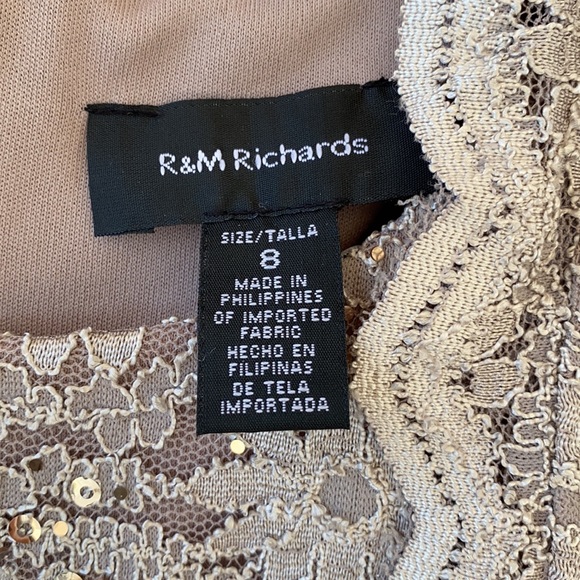 R&M Richards
SIZE/TALLA
8
MADE IN
PHILIPPINES
OF IMPORTED
FABRIC
HECHO EN
FILIPINAS
DE TELA
IMPORTADA